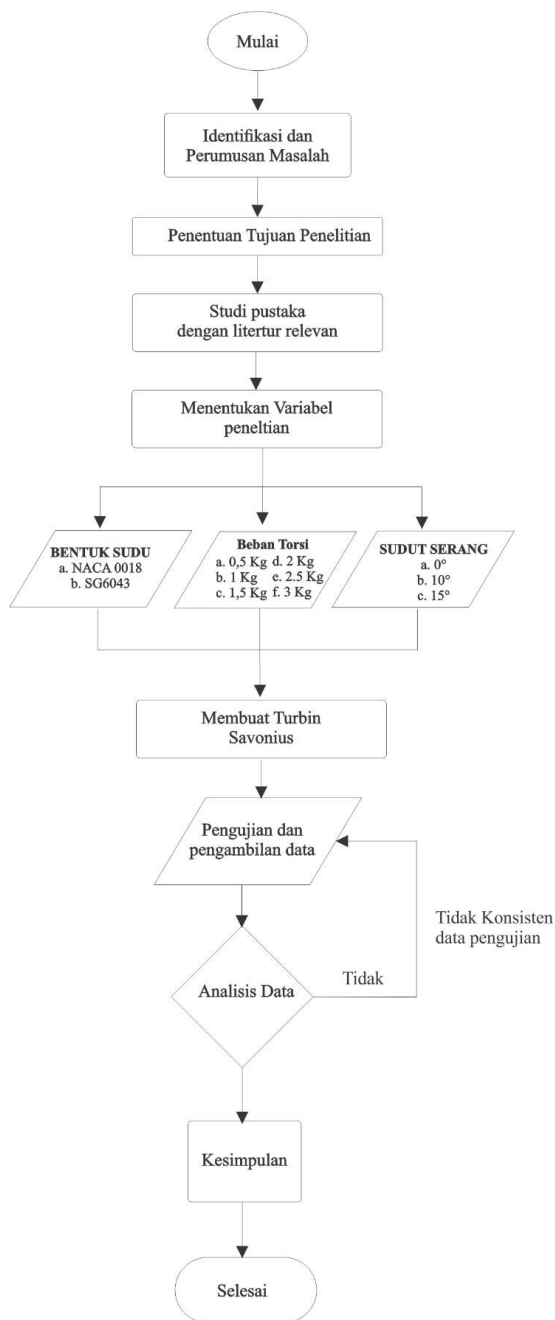 Mulai
Identifikasi dan
Perumusan Masalah
Penentuan Tujuan Penelitian
Studi pustaka
dengan litertur relevan
Menentukan Variabel
peneltian
BENTUK SUDU
a. NACA 0018
b. SG6043
Beban Torsi
a. 0,5 Kg d. 2 Kg
b. 1 Kg e. 2.5 Kg
c. 1,5 Kg f. 3 Kg
SUDUT SERANG
a. 0°
b. 10°
c. 15°
Membuat Turbin
Savonius
Pengujian dan
pengambilan data
Tidak Konsisten
data pengujian
Analisis Data
Tidak
Kesimpulan
Selesai